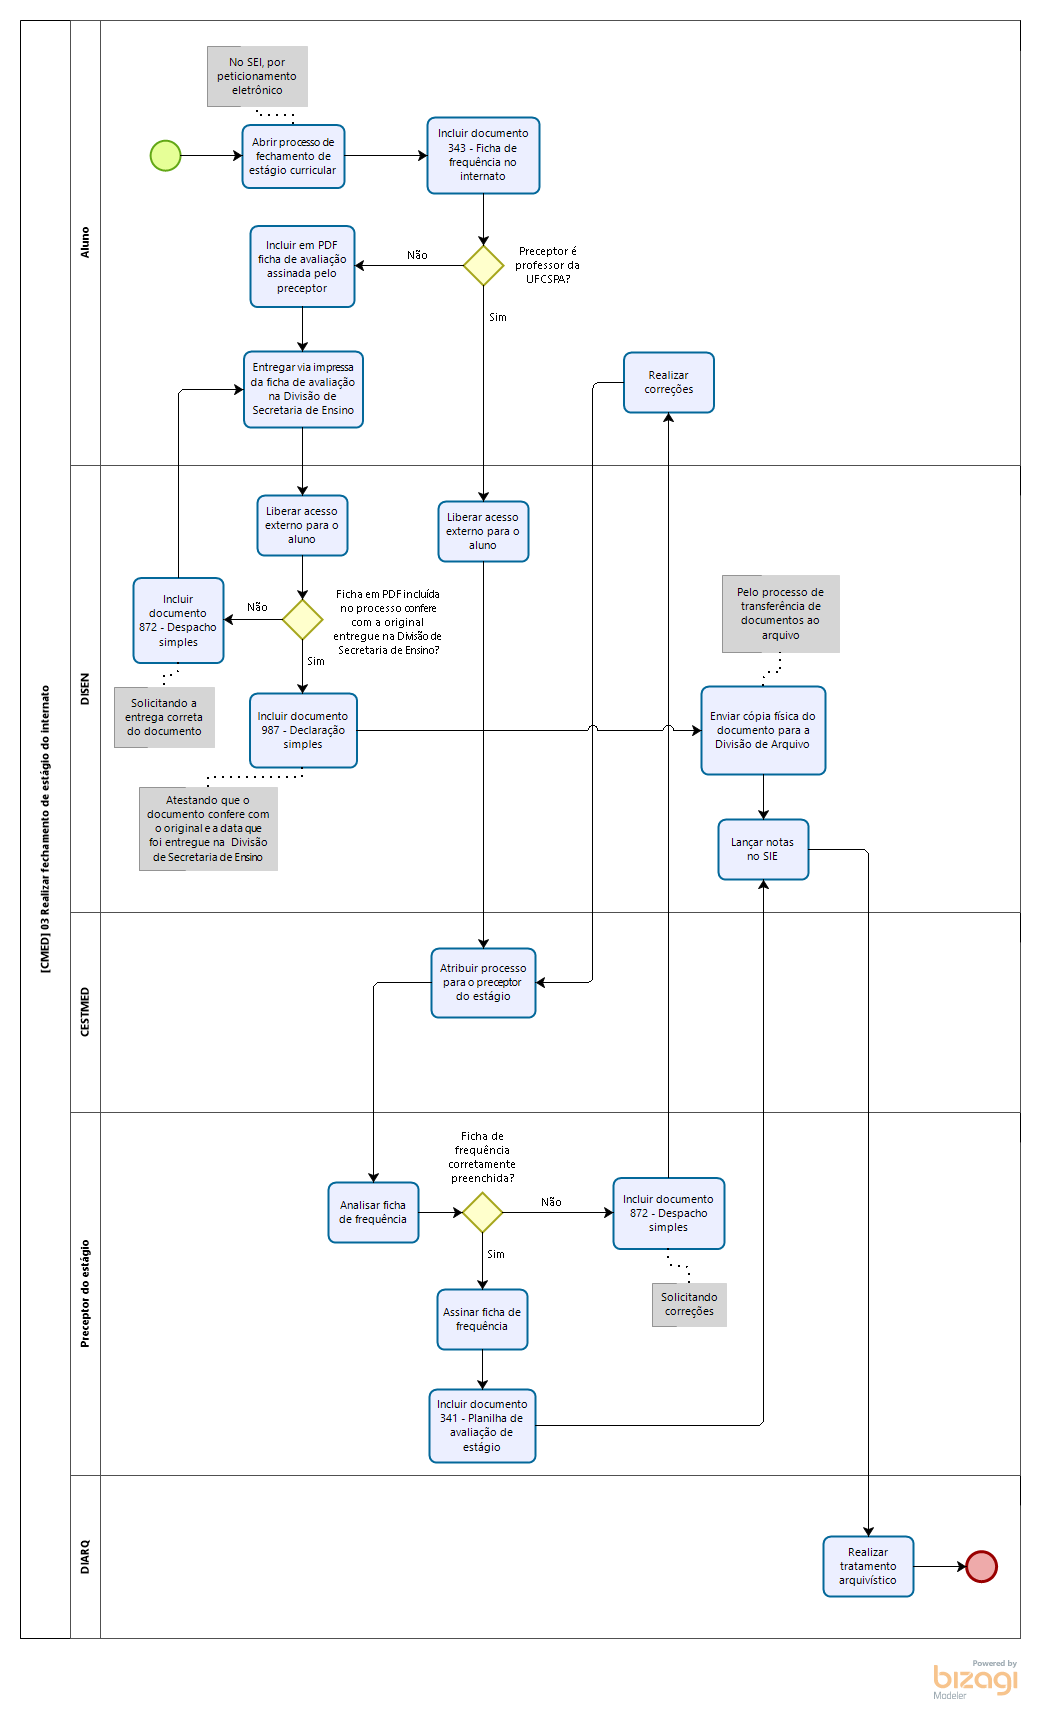 [CMED] 03 Realizar fechamento de estágio do internato
Aluno
No SEI, por
peticionamento
eletrônico
Abrir processo de
fechamento de
estágio curricular
Incluir documento
343 - Ficha de
frequência no
internato
Incluir em PDF
ficha de avaliação
assinada pelo
preceptor
Não
Preceptor é
professor da
UFCSPA?
Sim
Entregar via impressa
da ficha de avaliação
na Divisão de
Secretaria de Ensino
Realizar
correções
DISEN
Liberar acesso
externo para o
aluno
Liberar acesso
externo para o
aluno
Incluir
documento
872 - Despacho
simples
Não
Ficha em PDF incluída
no processo confere
com a original
entregue na Divisão de
Secretaria de Ensino?
Sim
Pelo processo de
transferência de
documentos ao
arquivo
Solicitando a
entrega correta
do documento
Incluir documento
987 - Declaração
simples
Enviar cópia física do
documento para a
Divisão de Arquivo
Atestando que o
documento confere com
o original e a data que
foi entregue na Divisão
de Secretaria de Ensino
Lançar notas
no SIE
CESTMED
Atribuir processo
para o preceptor
do estágio
Preceptor do estágio
Ficha de
frequência
corretamente
preenchida?
Analisar ficha
de frequência
Não
Incluir documento
872 - Despacho
simples
Sim
Solicitando
correções
Assinar ficha de
frequência
Incluir documento
341 - Planilha de
avaliação de
estágio
DIARQ
Realizar
tratamento
arquivístico
Powered by
bizagi
Modeler